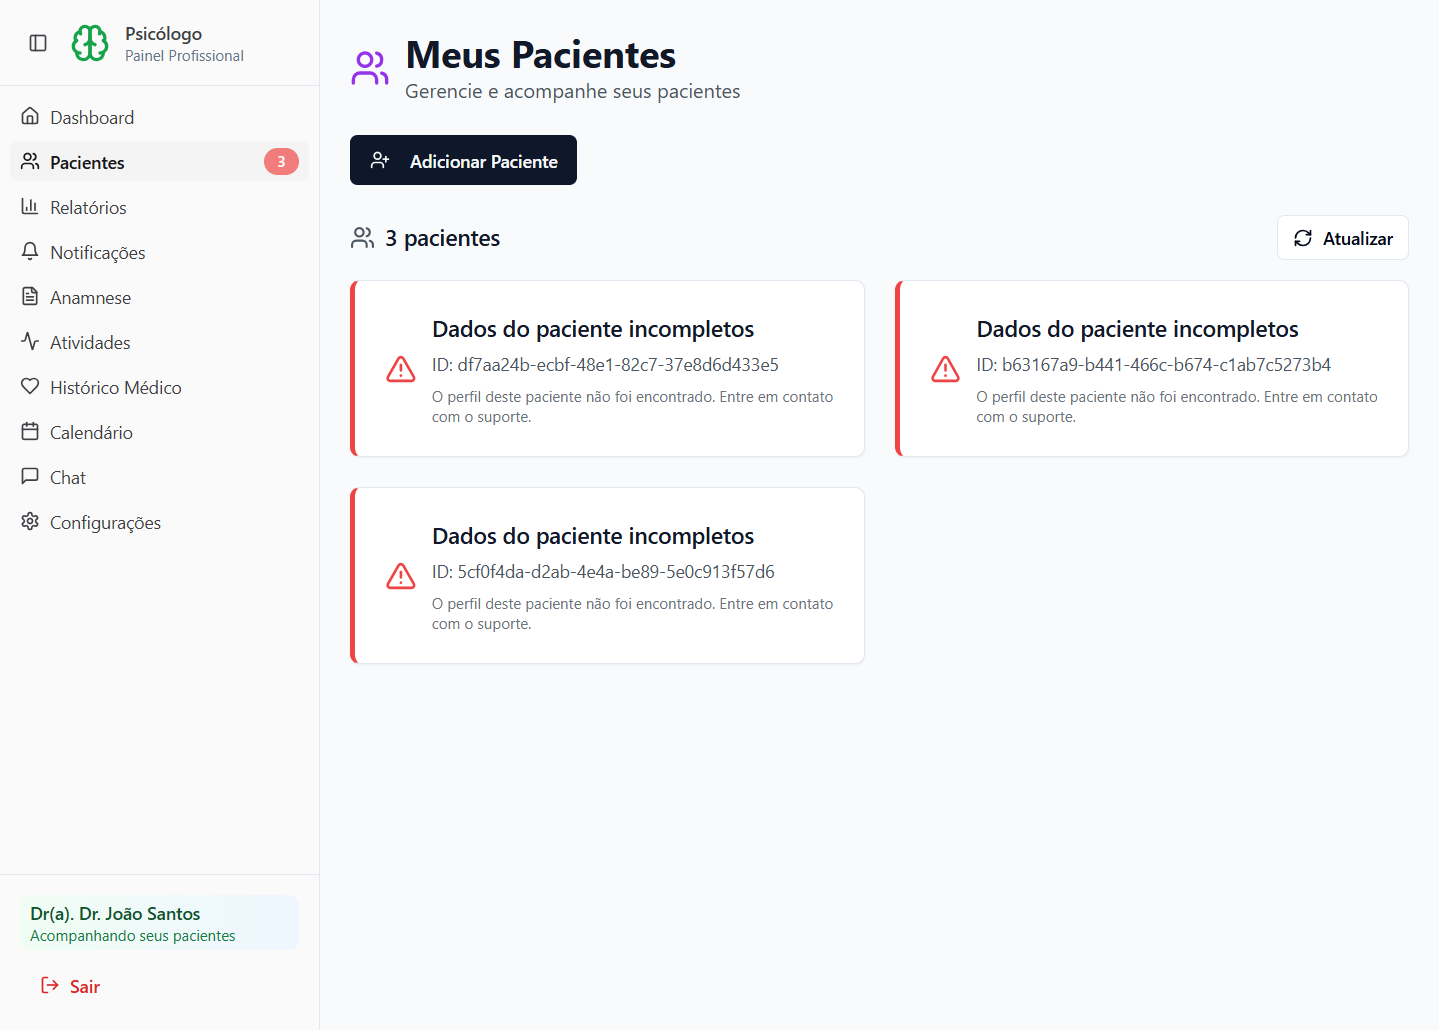 Psicólogo
Painel Profissional
Dashboard
Pacientes
3
Relatórios
Notificações
Anamnese
Atividades
Histórico Médico
Calendário
Chat
Configurações
Dr(a). Dr. João Santos
Acompanhando seus pacientes
Sair
Meus Pacientes
Gerencie e acompanhe seus pacientes
Adicionar Paciente
3 pacientes
Atualizar
Dados do paciente incompletos
ID: df7aa24b-ecbf-48e1-82c7-37e8d6d433e5
O perfil deste paciente não foi encontrado. Entre em contato
com o suporte.
Dados do paciente incompletos
ID: b63167a9-b441-466c-b674-c1ab7c5273b4
O perfil deste paciente não foi encontrado. Entre em contato
com o suporte.
Dados do paciente incompletos
ID: 5cf0f4da-d2ab-4e4a-be89-5e0c913f57d6
O perfil deste paciente não foi encontrado. Entre em contato
com o suporte.